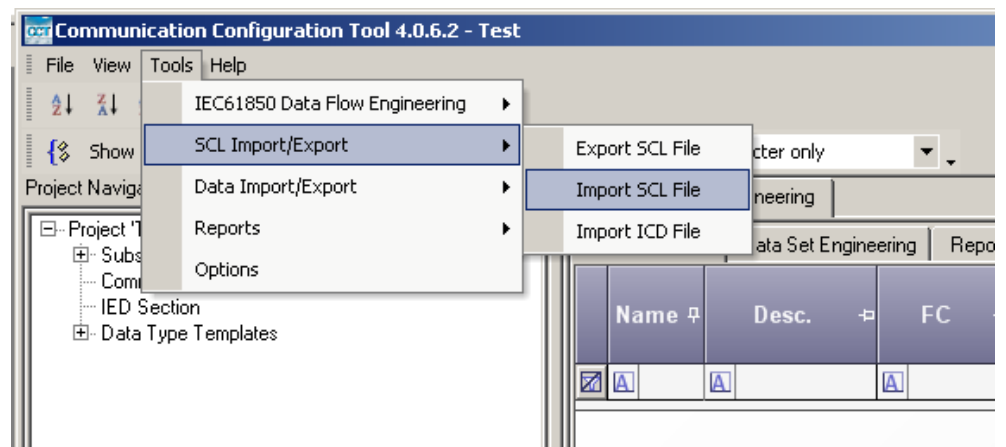 Communication Configuration Tool 4.0.6.2 - Test
File View Tools Help
IEC61850 Data Flow Engineering
Show
SCL Import/Export
Export SCL File
cter only
Project Naviga
Data Import/Export
Import SCL File
neering
Project 'T
Reports
Import ICD File
ata Set Engineering
Repo
Subs
Options
Com
IED Section
Data Type Templates
Name
Desc.
FC
A
A
A